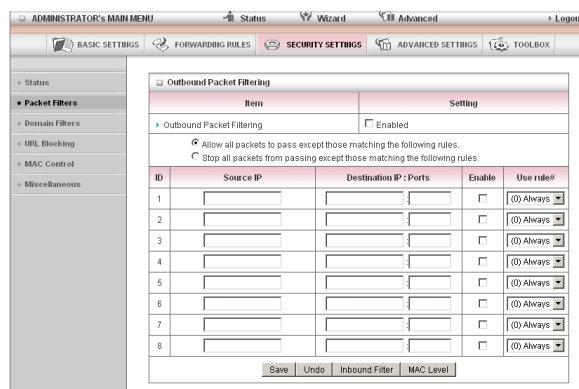 ADMINISTRATOR's MAIN MENU Status Wizard Advanced Logou
BASIC SETTINGS FORWARDING RULES SECURITY SETTINGS ADVANCED SETTINGS TOOLBOX
Status
Packet Filters
Domain Filters
URL Blocking
MAC Control
Miscellaneous
Outbound Packet Filtering
Item Setting
Outbound Packet Filtering Enabled
Allow all packets to pass except those matching the following rules.
Stop all packets from passing except those matching the following rules.
ID Source IP Destination IP : Ports Enable Use rule#
1 : (0) Always
2 : (0) Always
3 : (0) Always
4 : (0) Always
5 : (0) Always
6 : (0) Always
7 : (0) Always
8 : (0) Always
Save Undo Inbound Filter MAC Level